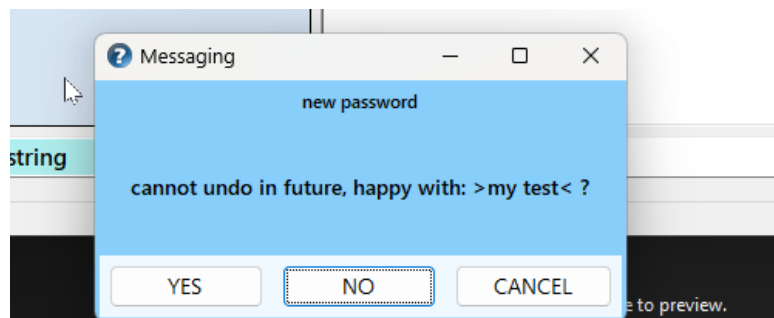 Messaging
new password
string
cannot undo in future, happy with: >my test< ?
YES NO CANCEL
to preview.